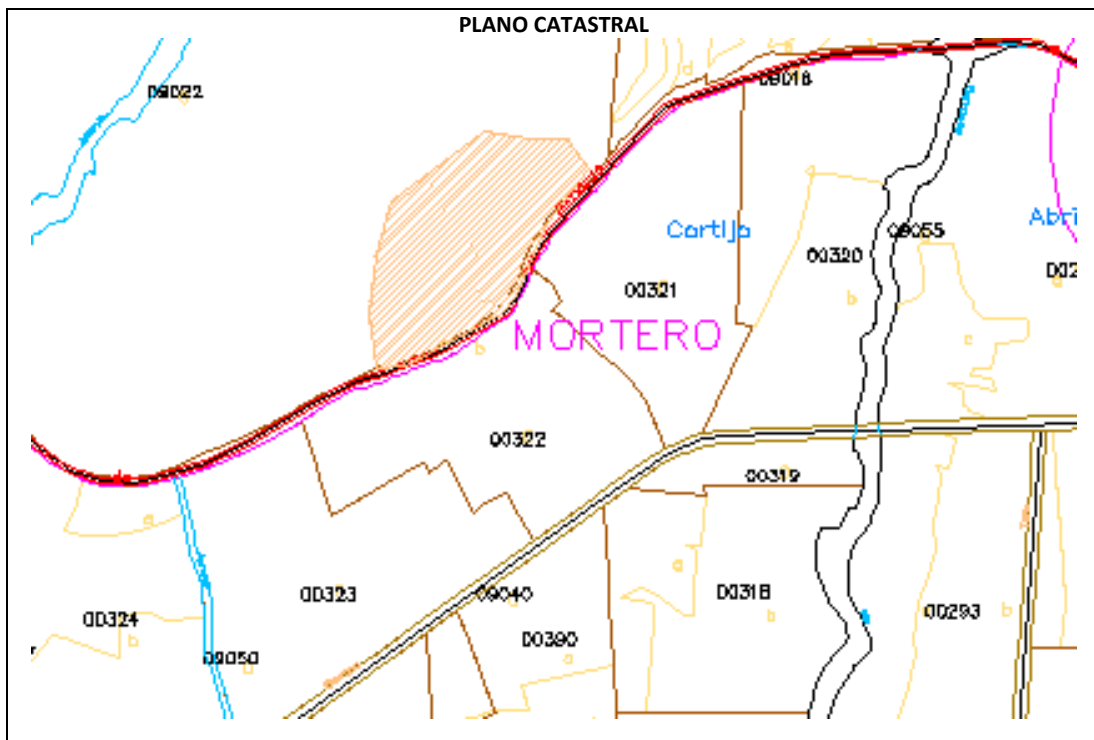 PLANO CATASTRAL
09022
d
09018
Cortijo
Abri
09055
00320
00321
b
a
MORTERO
b
c
00322
00319
a
a
00323
09040
00318
00293
00324
b
b
b
00390
a
09050